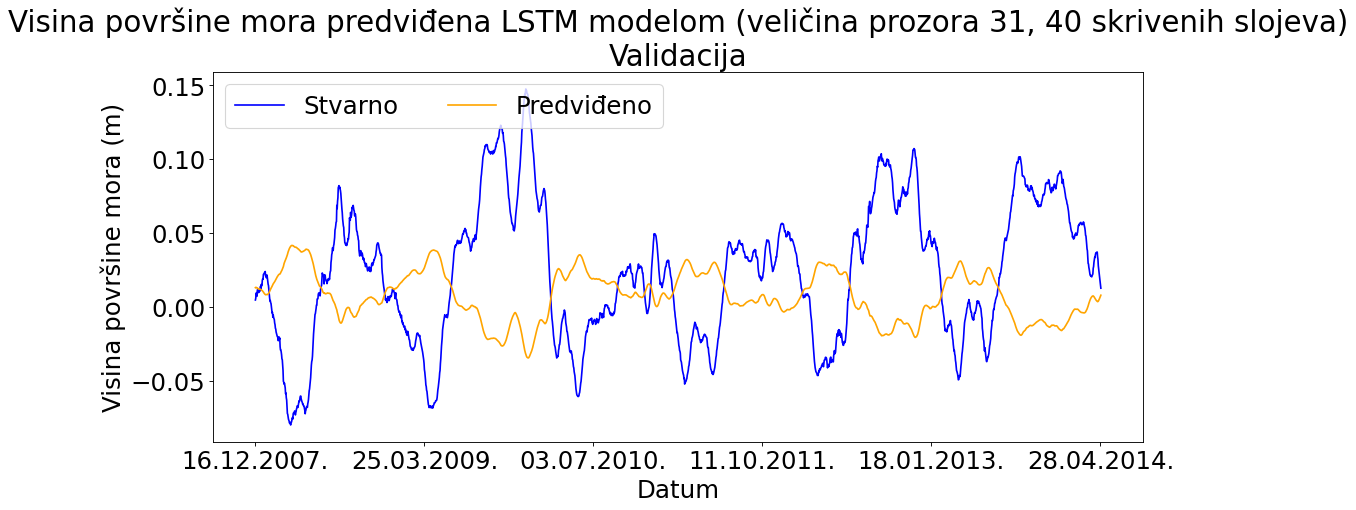 Visina površine mora predviđena LSTM modelom (veličina prozora 31, 40 skrivenih slojeva)
Validacija
Stvarno Predviđeno
Visina površine mora (m)
0.15
0.10
0.05
0.00
−0.05
16.12.2007. 25.03.2009. 03.07.2010. 11.10.2011. 18.01.2013. 28.04.2014.
Datum